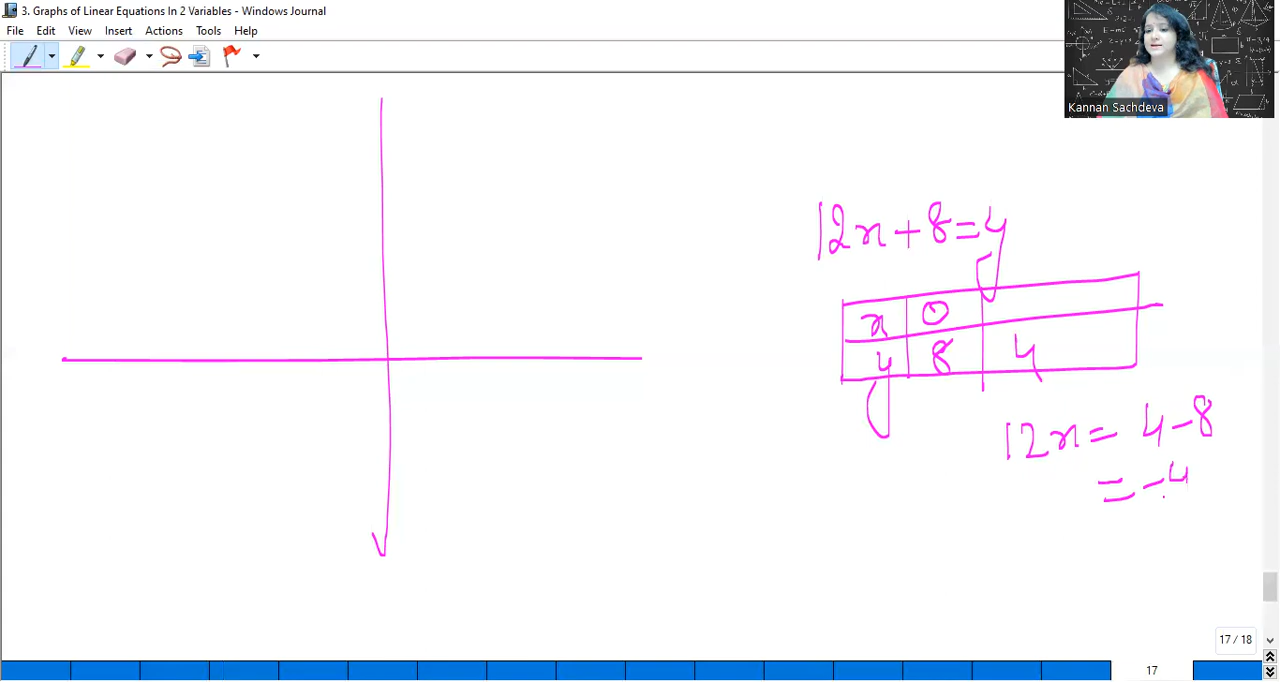 3. Graphs of Linear Equations In 2 Variables - Windows Journal
File Edit View Insert Actions Tools Help
Kannan Sachdeva
12x+8=y
x 0
y 8 4
12x= 4-8
= -4
17 / 18
17